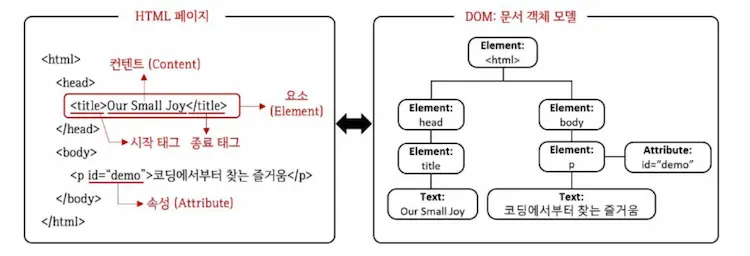 HTML 페이지
<html>
컨텐트 (Content)
<head>
<title>Our Small Joy</title>
요소
(Element)
</head>
시작 태그 종료 태그
<body>
<p id=“demo”>코딩에서부터 찾는 즐거움</p>
</body>
속성 (Attribute)
</html>
DOM: 문서 객체 모델
Element:
<html>
Element:
head
Element:
body
Element:
title
Element:
p
Attribute:
id=“demo”
Text:
Our Small Joy
Text:
코딩에서부터 찾는 즐거움